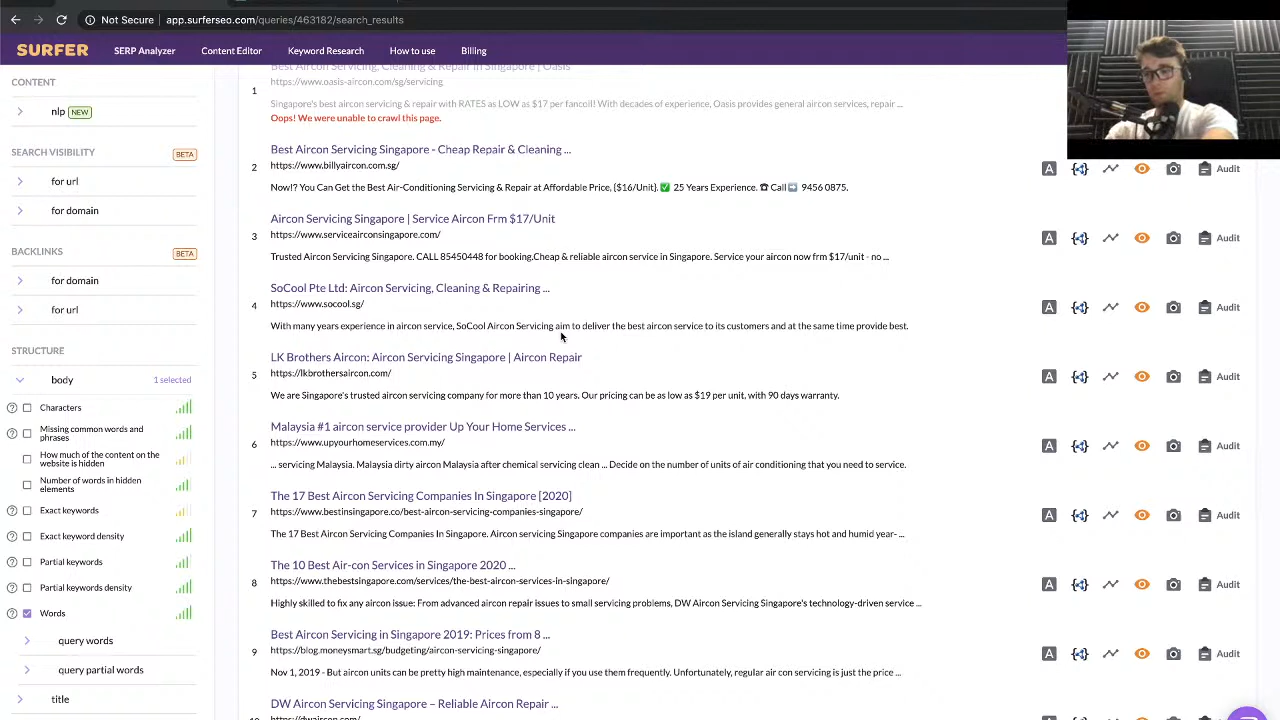 Not Secure | app.surferseo.com/queries/463182/search_results
SURFER
SERP Analyzer
Content Editor
Keyword Research
How to use
Billing
CONTENT
nlp NEW
SEARCH VISIBILITY BETA
for url
for domain
BACKLINKS BETA
for domain
for url
STRUCTURE
body 1 selected
Characters
Missing common words and
phrases
How much of the content on the
website is hidden
Number of words in hidden
elements
Exact keywords
Exact keyword density
Partial keywords
Partial keywords density
Words
query words
query partial words
title
Best Aircon Servicing, Cleaning & Repair in Singapore | Oasis
1
https://www.oasis-aircon.com/sg/servicing
Singapore's best aircon servicing & repair with RATES as LOW as $17 per fancoil! With decades of experience, Oasis provides general aircon services, repair ...
Oops! We were unable to crawl this page.
Best Aircon Servicing Singapore - Cheap Repair & Cleaning ...
2 https://www.billyaircon.com.sg/ A Audit
Now!? You Can Get the Best Air-Conditioning Servicing & Repair at Affordable Price, {$16/Unit}. ✅ 25 Years Experience. ☎ Call ➡ 9456 0875.
Aircon Servicing Singapore | Service Aircon Frm $17/Unit
3 https://www.serviceairconsingapore.com/ A Audit
Trusted Aircon Servicing Singapore. CALL 85450548 for booking.Cheap & reliable aircon service in Singapore. Service your aircon now frm $17/unit - no ...
SoCool Pte Ltd: Aircon Servicing, Cleaning & Repairing ...
4 https://www.socool.sg/ A Audit
With many years experience in aircon service, SoCool Aircon Servicing aim to deliver the best aircon service to its customers and at the same time provide best.
LK Brothers Aircon: Aircon Servicing Singapore | Aircon Repair
5 https://lkbrothersaircon.com/ A Audit
We are Singapore's trusted aircon servicing company for more than 10 years. Our pricing can be as low as $19 per unit, with 90 days warranty.
Malaysia #1 aircon service provider Up Your Home Services ...
6 https://www.upyourhomeservices.com.my/ A Audit
... servicing Malaysia. Malaysia dirty aircon Malaysia after chemical servicing clean ... Decide on the number of units of air conditioning that you need to service.
The 17 Best Aircon Servicing Companies In Singapore [2020]
7 https://www.bestinsingapore.co/best-aircon-servicing-companies-singapore/ A Audit
The 17 Best Aircon Servicing Companies In Singapore. Aircon servicing Singapore companies are important as the island generally stays hot and humid year- ...
The 10 Best Air-con Services in Singapore 2020 ...
8 https://www.thebestsingapore.com/services/the-best-aircon-services-in-singapore/ A Audit
Highly skilled to fix any aircon issue: From advanced aircon repair issues to small servicing problems, DW Aircon Servicing Singapore's technology-driven service ...
Best Aircon Servicing in Singapore 2019: Prices from 8 ...
9 https://blog.moneysmart.sg/budgeting/aircon-servicing-singapore/ A Audit
Nov 1, 2019 - But aircon units can be pretty high maintenance, especially if you use them frequently. Unfortunately, regular air con servicing is just the price ...
DW Aircon Servicing Singapore – Reliable Aircon Repair ...
https://dwaircon.com/